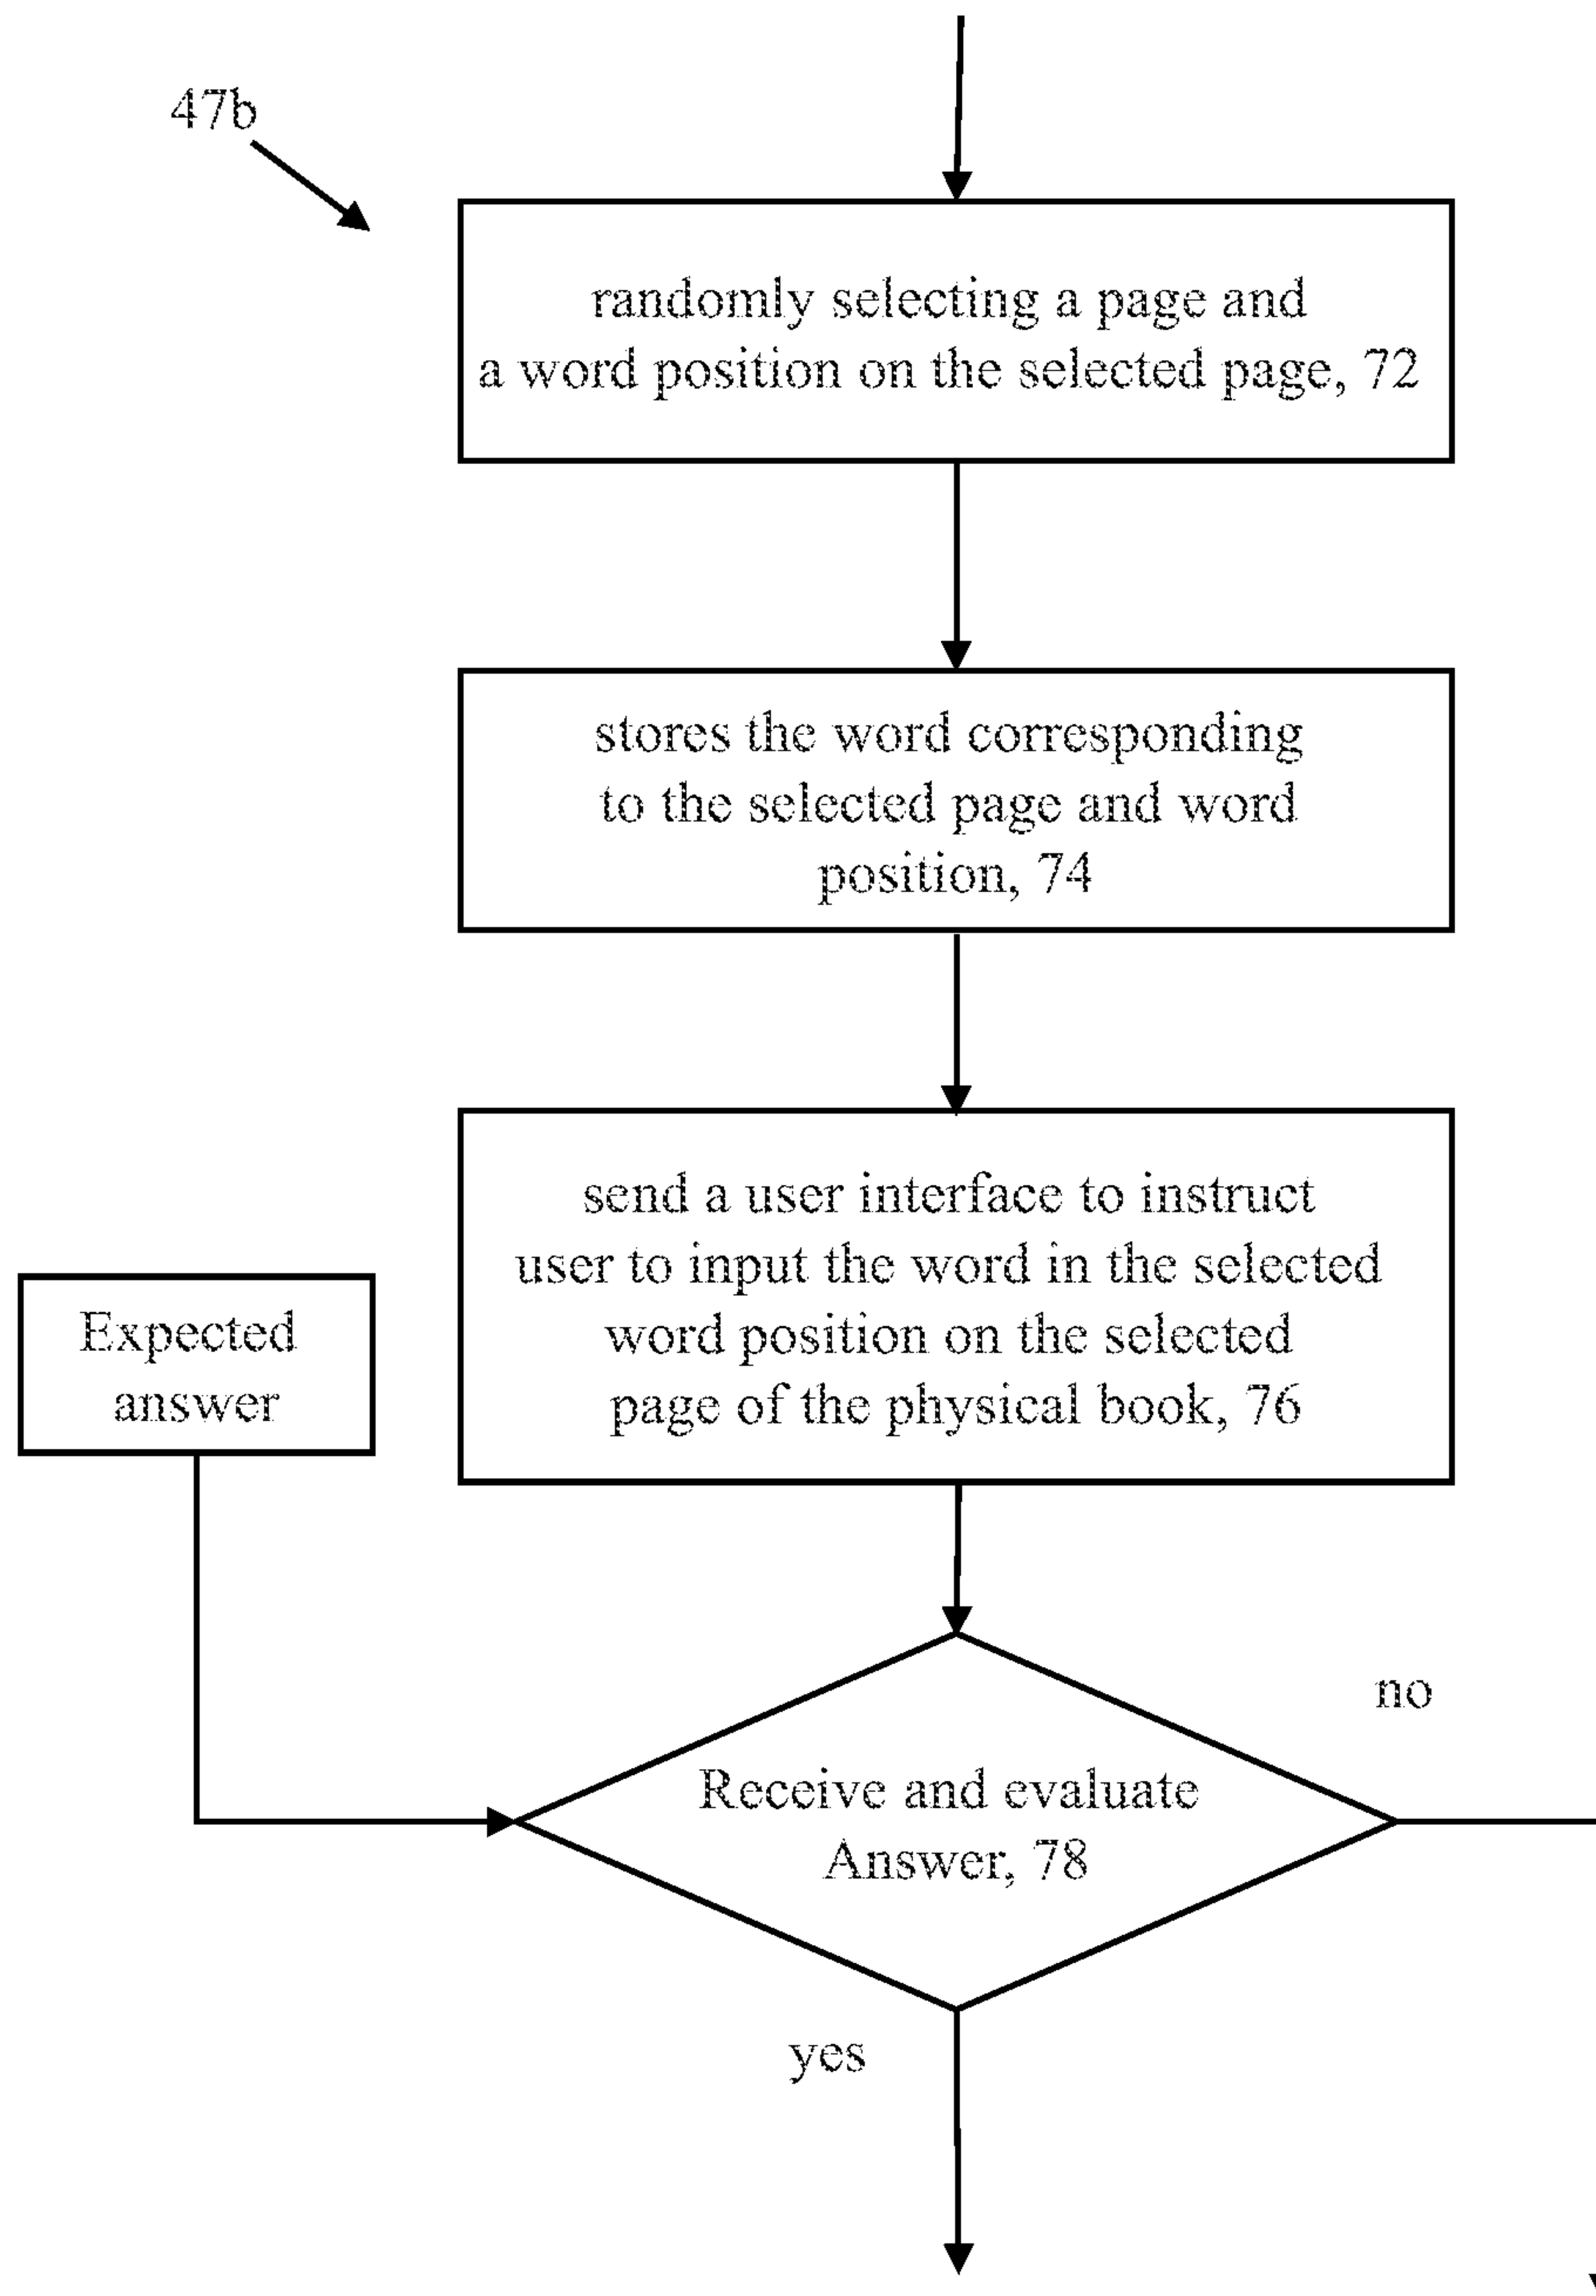 47b
randomly selecting a page and
a word position on the selected page, 72
stores the word corresponding
to the selected page and word
position, 74
send a user interface to instruct
user to input the word in the selected
word position on the selected
page of the physical book, 76
Expected
answer
no
Receive and evaluate
Answer, 78
yes